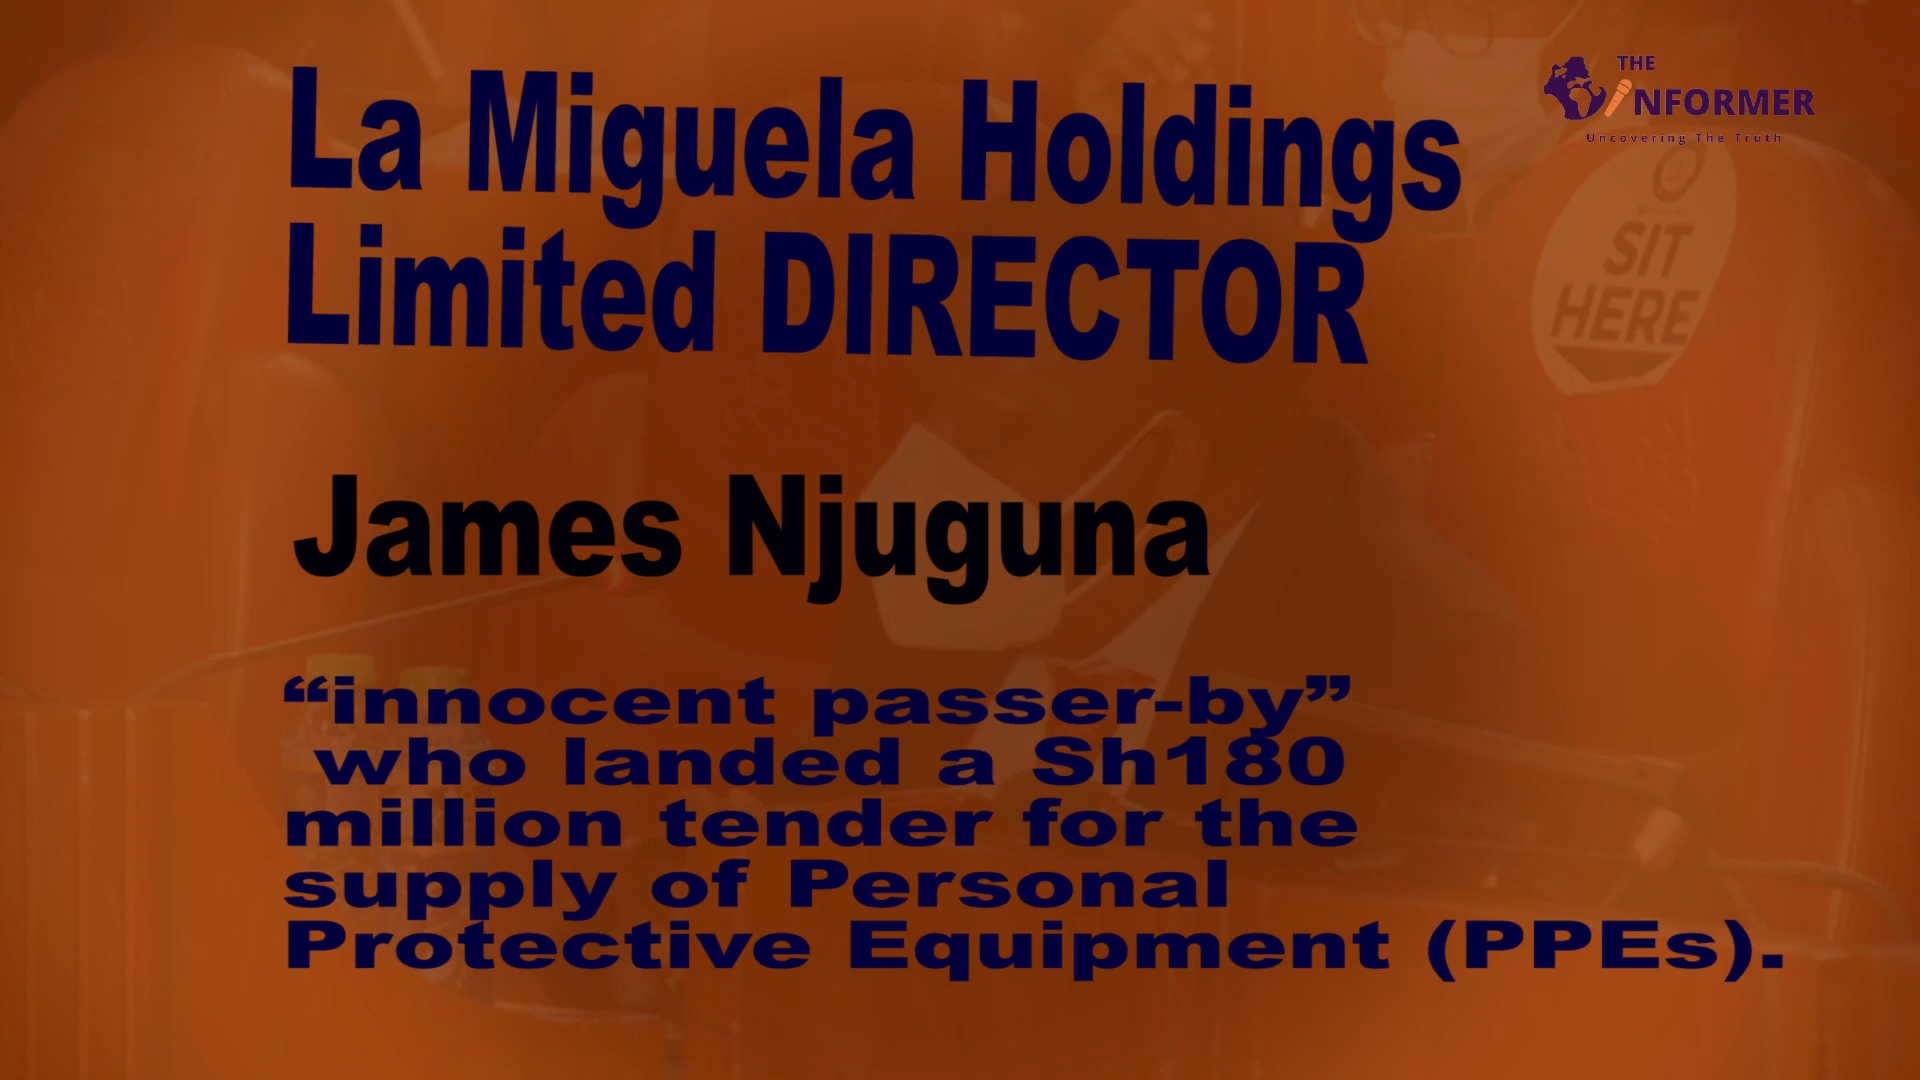 La Miguela Holdings
Limited DIRECTOR
James Njuguna
“innocent passer-by”
who landed a Sh180
million tender for the
supply of Personal
Protective Equipment (PPEs).
THE
INFORMER
Uncovering The Truth
SIT
HERE